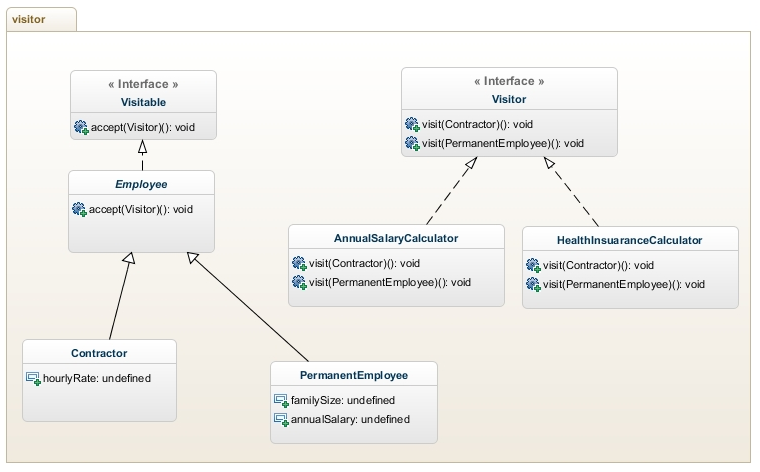 visitor
« Interface »
Visitable
accept(Visitor)(): void
« Interface »
Visitor
visit(Contractor)(): void
visit(PermanentEmployee)(): void
Employee
accept(Visitor)(): void
AnnualSalaryCalculator
visit(Contractor)(): void
visit(PermanentEmployee)(): void
HealthInsuaranceCalculator
visit(Contractor)(): void
visit(PermanentEmployee)(): void
Contractor
hourlyRate: undefined
PermanentEmployee
familySize: undefined
annualSalary: undefined